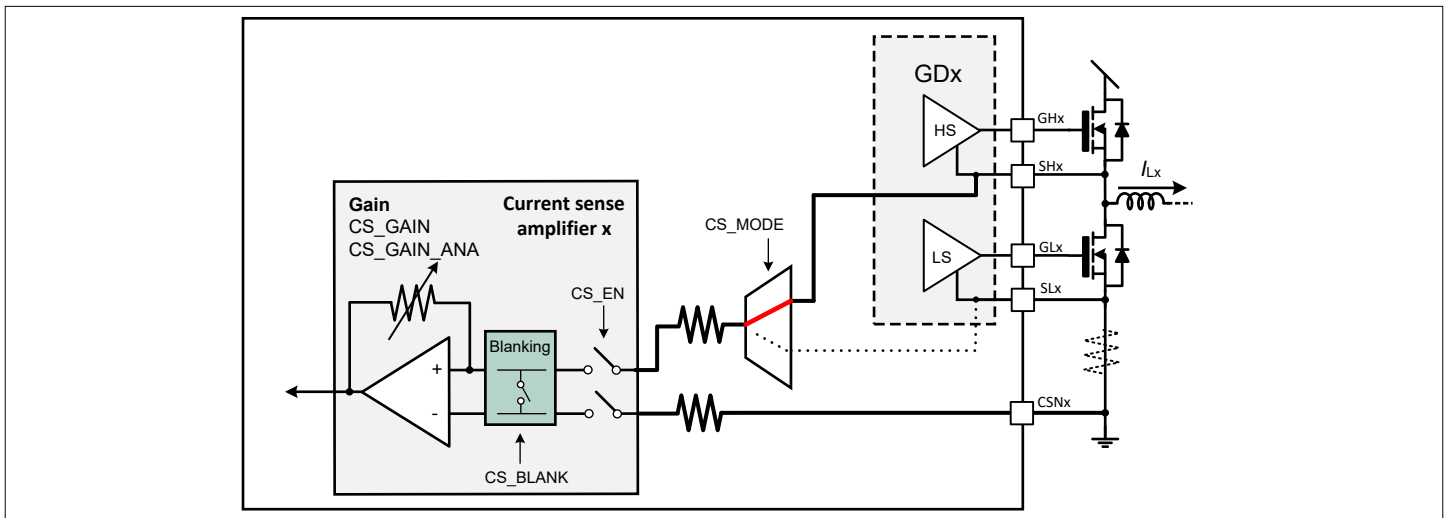 GDx
HS
GHx
SHx
ILx
LS
GLx
SLx
CS_MODE
Gain
CS_GAIN
CS_GAIN_ANA
Current sense
amplifier x
CS_EN
Blanking
+
-
CS_BLANK
CSNx